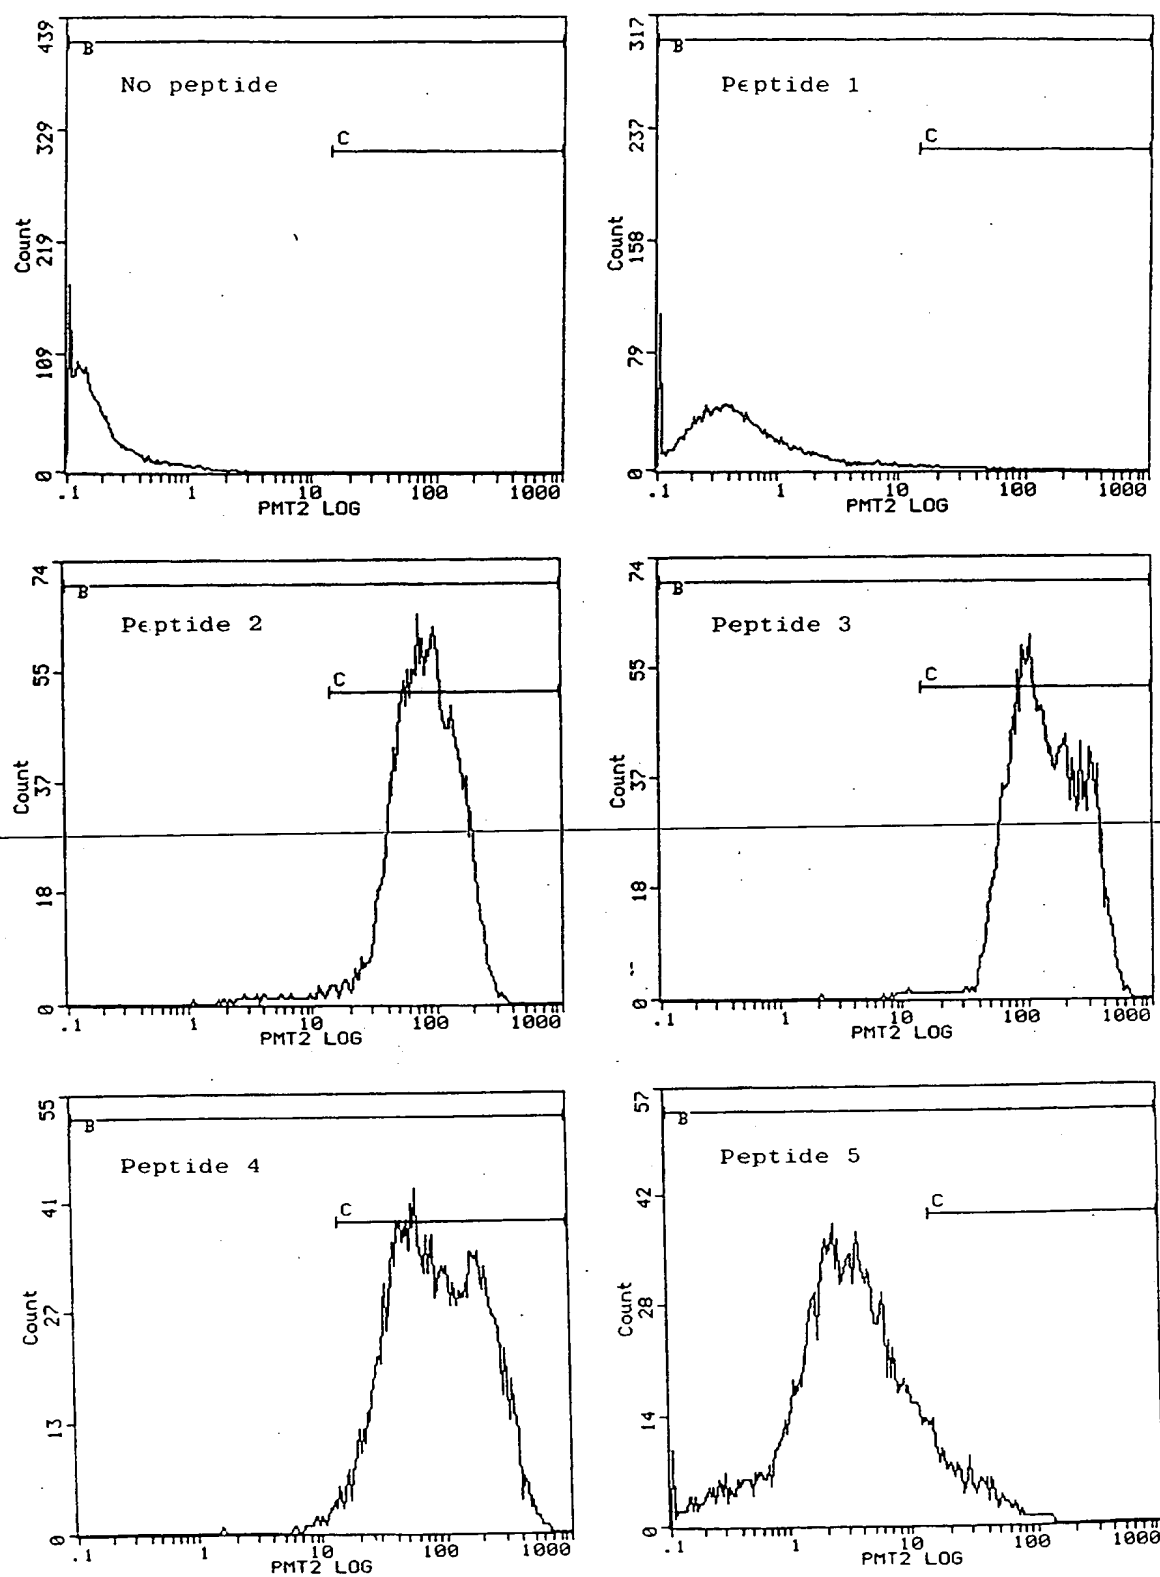 439
B
No peptide
329
C
Count
219
109
0
.1 1 10 100 1000
PMT2 LOG
317
B
Pєptide 1
237
C
Count
158
79
0
.1 1 10 100 1000
PMT2 LOG
74
B
Pєptide 2
55
C
Count
37
18
0
.1 1 10 100 1000
PMT2 LOG
74
B
Peptide 3
55
C
Count
37
18
0
.1 1 10 100 1000
PMT2 LOG
55
B
Peptide 4
41
C
Count
27
13
0
.1 1 10 100 1000
PMT2 LOG
57
B
Peptide 5
42
C
Count
28
14
0
.1 1 10 100 1000
PMT2 LOG